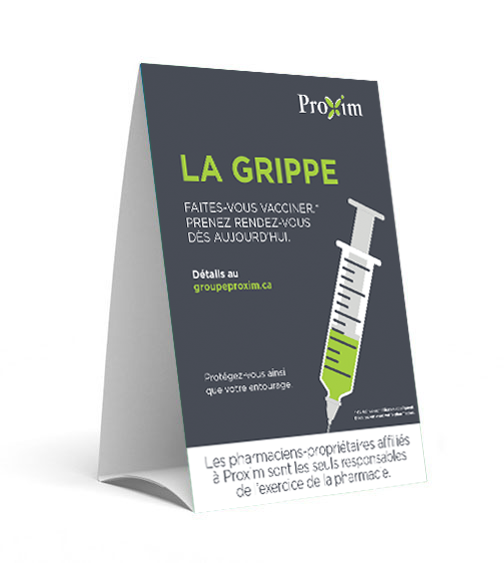 Proxim
LA GRIPPE
FAITES-VOUS VACCINER.*
PRENEZ RENDEZ-VOUS
DÈS AUJOURD'HUI.
Détails au
groupeproxim.ca
Protégez-vous ainsi
que votre entourage
Les pharmaciens-propriétaires affiliés
à Proxim sont les seuls responsables
de l'exercice de la pharmacie.